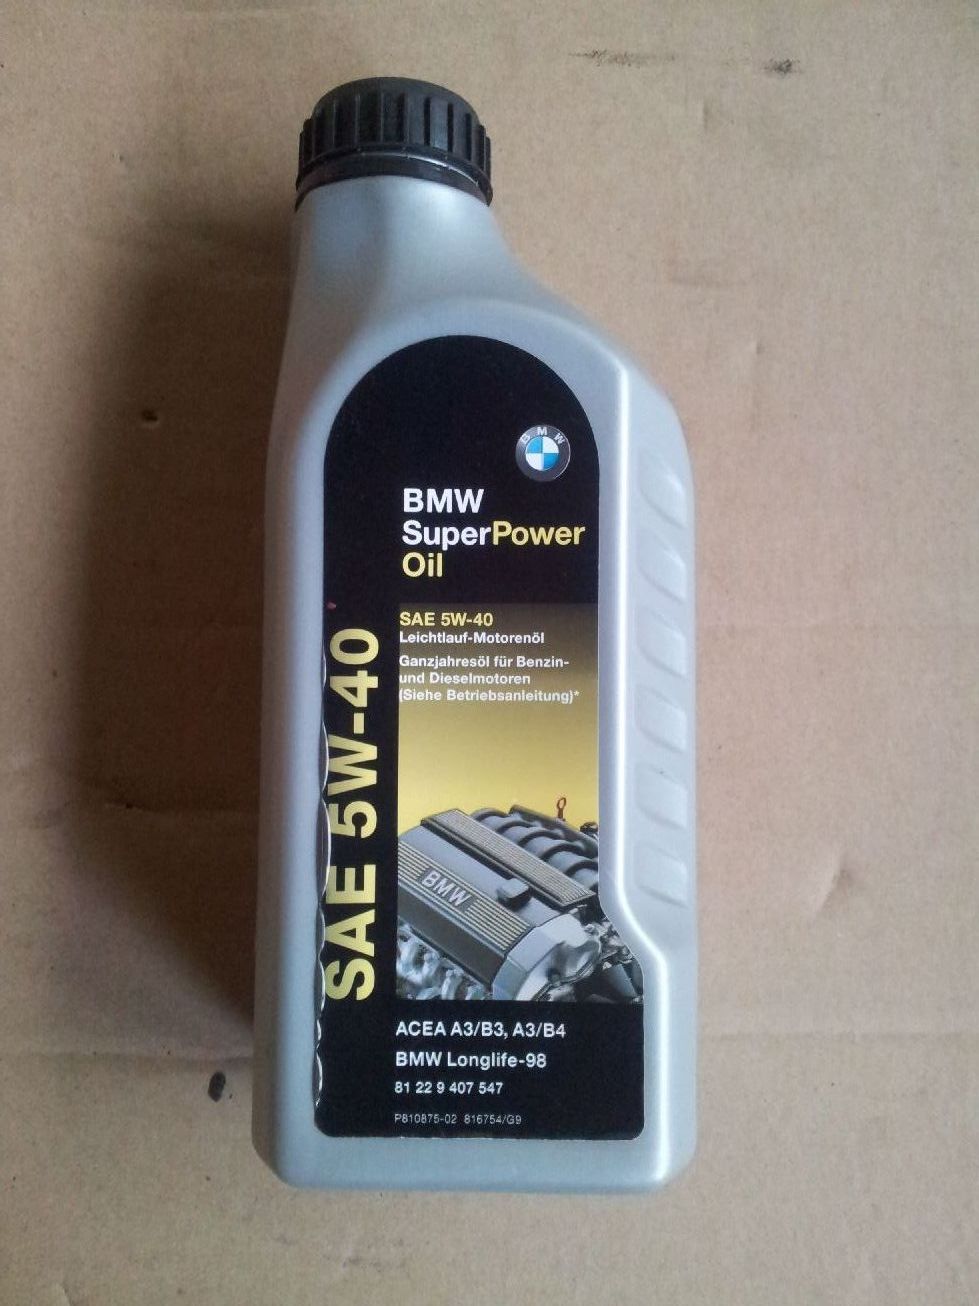 BMW
BMW
SuperPower
Oil
SAE 5W-40
Leichtlauf-Motorenöl
Ganzjahresöl für Benzin-
und Dieselmotoren
(Siehe Betriebsanleitung)*
SAE 5W-40
BMW
ACEA A3/B3, A3/B4
BMW Longlife-98
81 22 9 407 547
P810875-02 816754/G9